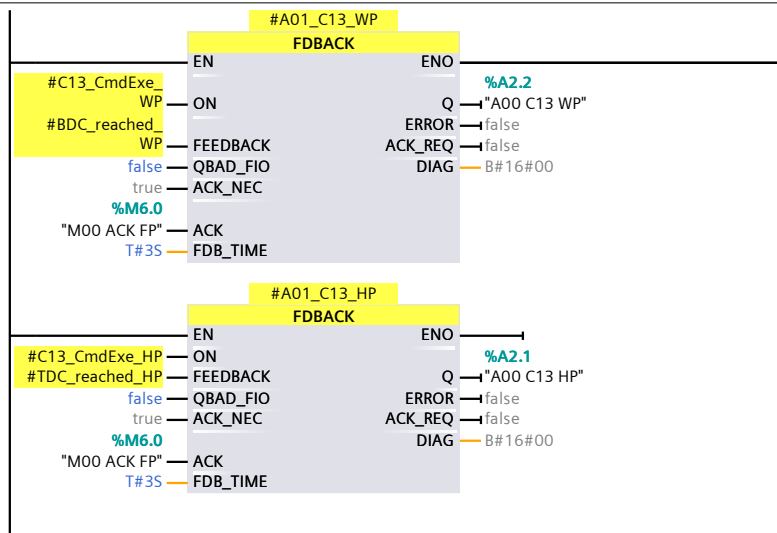 #A01_C13_WP
FDBACK
EN ENO
#C13_CmdExe_ %A2.2
WP ON Q "A00 C13 WP"
#BDC_reached_ ERROR false
WP FEEDBACK ACK_REQ false
false QBAD_FIO DIAG B#16#00
true ACK_NEC
%M6.0
"M00 ACK FP" ACK
T#3S FDB_TIME
#A01_C13_HP
FDBACK
EN ENO
#C13_CmdExe_HP ON %A2.1
#TDC_reached_HP FEEDBACK Q "A00 C13 HP"
false QBAD_FIO ERROR false
true ACK_NEC ACK_REQ false
%M6.0 DIAG B#16#00
"M00 ACK FP" ACK
T#3S FDB_TIME